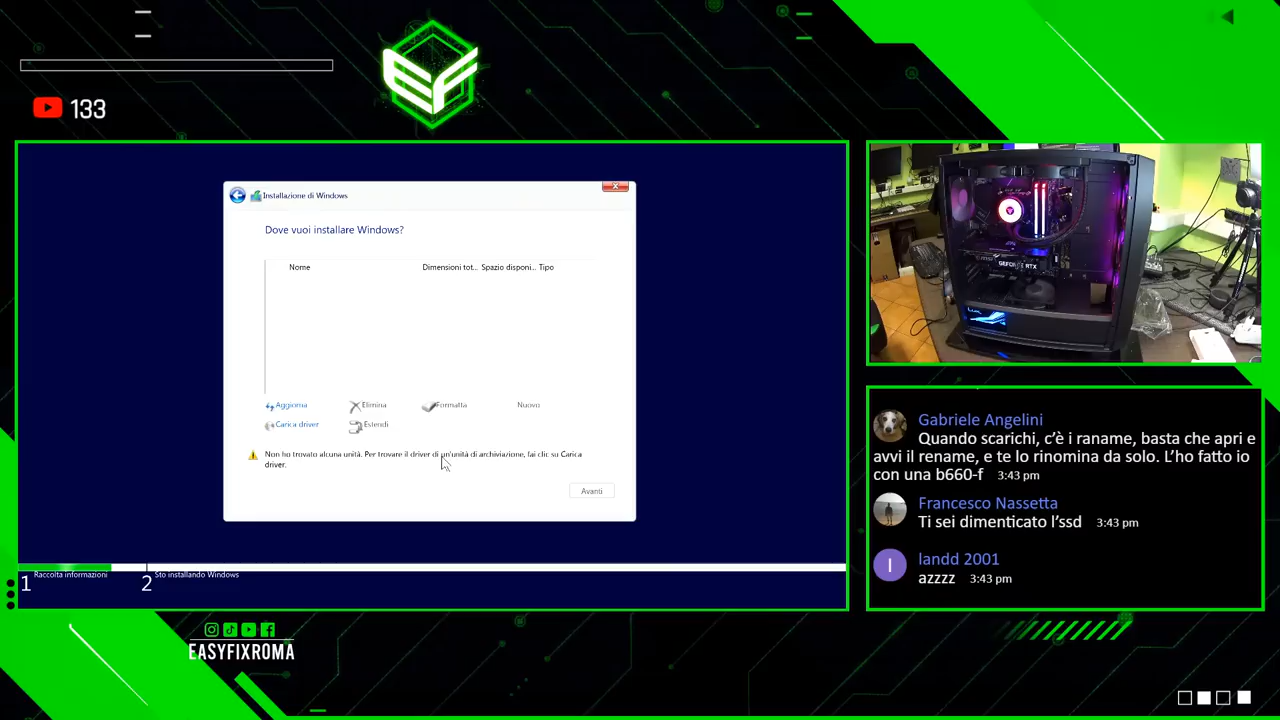 EF
133
Installazione di Windows
Dove vuoi installare Windows?
Nome Dimensioni tot... Spazio disponi... Tipo
Aggiorna Elimina Formatta Nuovo
Carica driver Estendi
Non ho trovato alcuna unità. Per trovare il driver di un'unità di archiviazione, fai clic su Carica
driver.
Avanti
1 Raccolta informazioni 2 Sto installando Windows
GEFORCE RTX
Gabriele Angelini
Quando scarichi, c'è i raname, basta che apri e
avvi il rename, e te lo rinomina da solo. L'ho fatto io
con una b660-f 3:43 pm
Francesco Nassetta
Ti sei dimenticato l'ssd 3:43 pm
I landd 2001
azzzz 3:43 pm
EASYFIXROMA